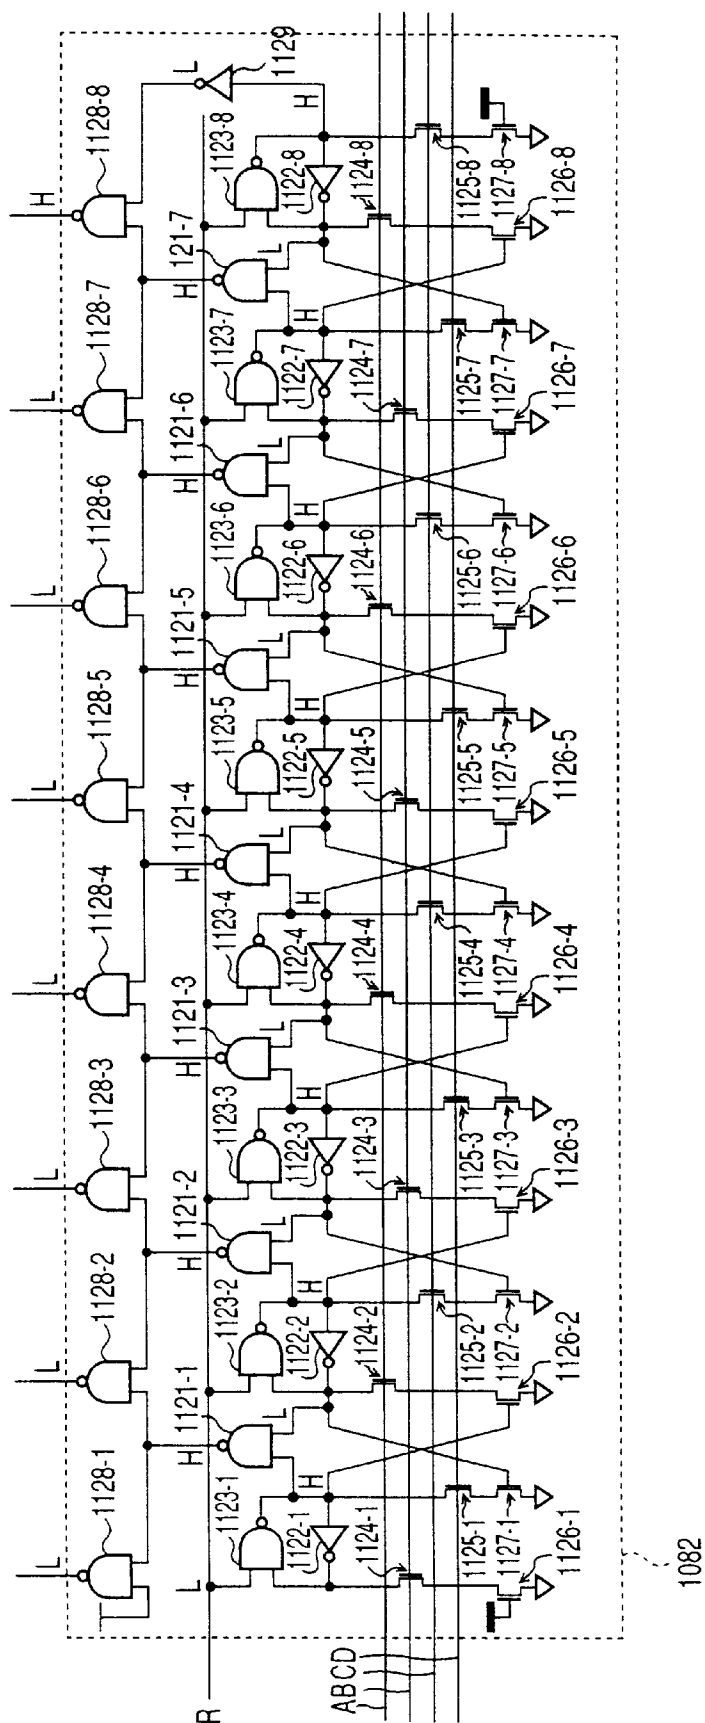 L
L
L
L
L
L
L
H
1128-1
1128-2
1128-3
1128-4
1128-5
1128-6
1128-7
1128-8
L
1129
1121-1
1121-2
1121-3
1121-4
1121-5
1121-6
121-7
H
H
H
H
H
H
H
R
L
1123-1
1123-2
1123-3
1123-4
1123-5
1123-6
1123-7
1123-8
L
L
L
L
L
L
L
H
H
H
H
H
H
H
H
1122-1
1122-2
1122-3
1122-4
1122-5
1122-6
1122-7
1122-8
1124-1
1124-2
1124-3
1124-4
1124-5
1124-6
1124-7
1124-8
A
B
C
D
1125-1
1125-2
1125-3
1125-4
1125-5
1125-6
1125-7
1125-8
1127-1
1127-2
1127-3
1127-4
1127-5
1127-6
1127-7
1127-8
1126-1
1126-2
1126-3
1126-4
1126-5
1126-6
1126-7
1126-8
1082